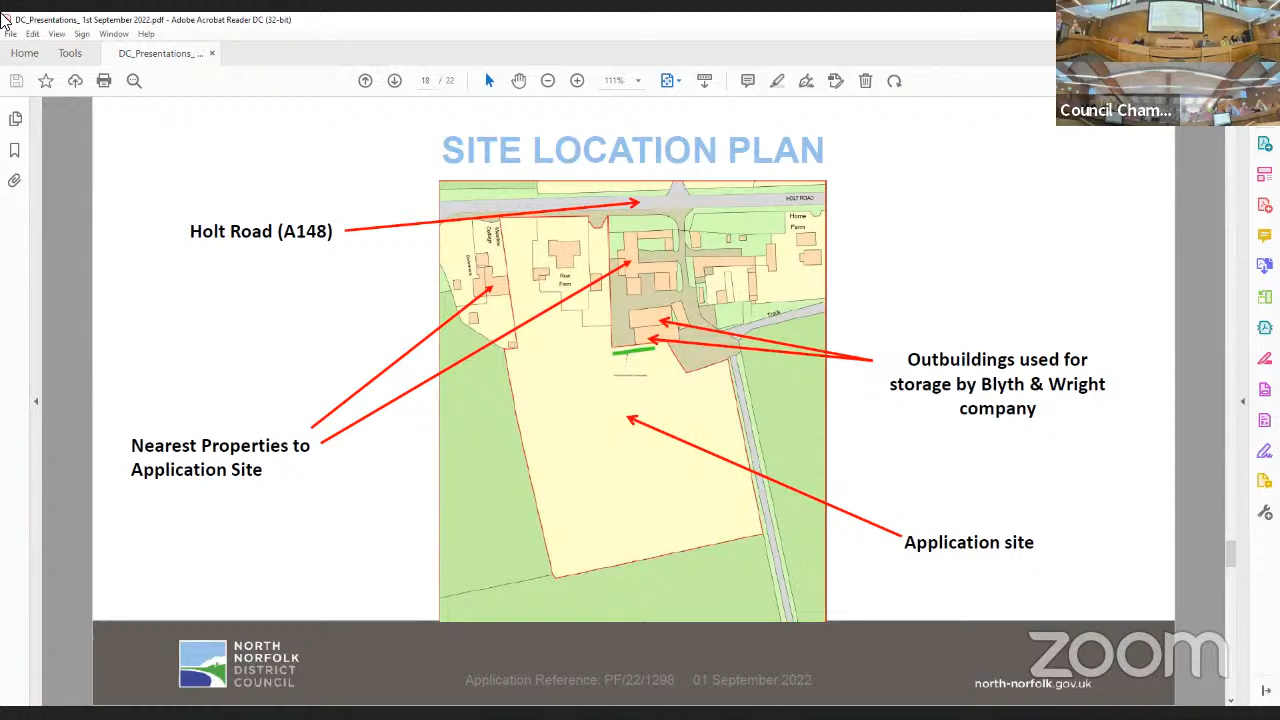 DC_Presentations_ 1st September 2022.pdf - Adobe Acrobat Reader DC (32-bit)
File Edit View Sign Window Help
Home Tools DC_Presentations_ ... ×
18 / 22 111%
Council Cham...
SITE LOCATION PLAN
HOLT ROAD
Holt Road (A148)
Home
Farm
Meadow
Cottage
Roe
Farm
Track
Outbuildings used for
storage by Blyth & Wright
company
Nearest Properties to
Application Site
Application site
NORTH
NORFOLK
DISTRICT
COUNCIL
Application Reference: PF/22/1298 01 September 2022
zoom
north-norfolk.gov.uk